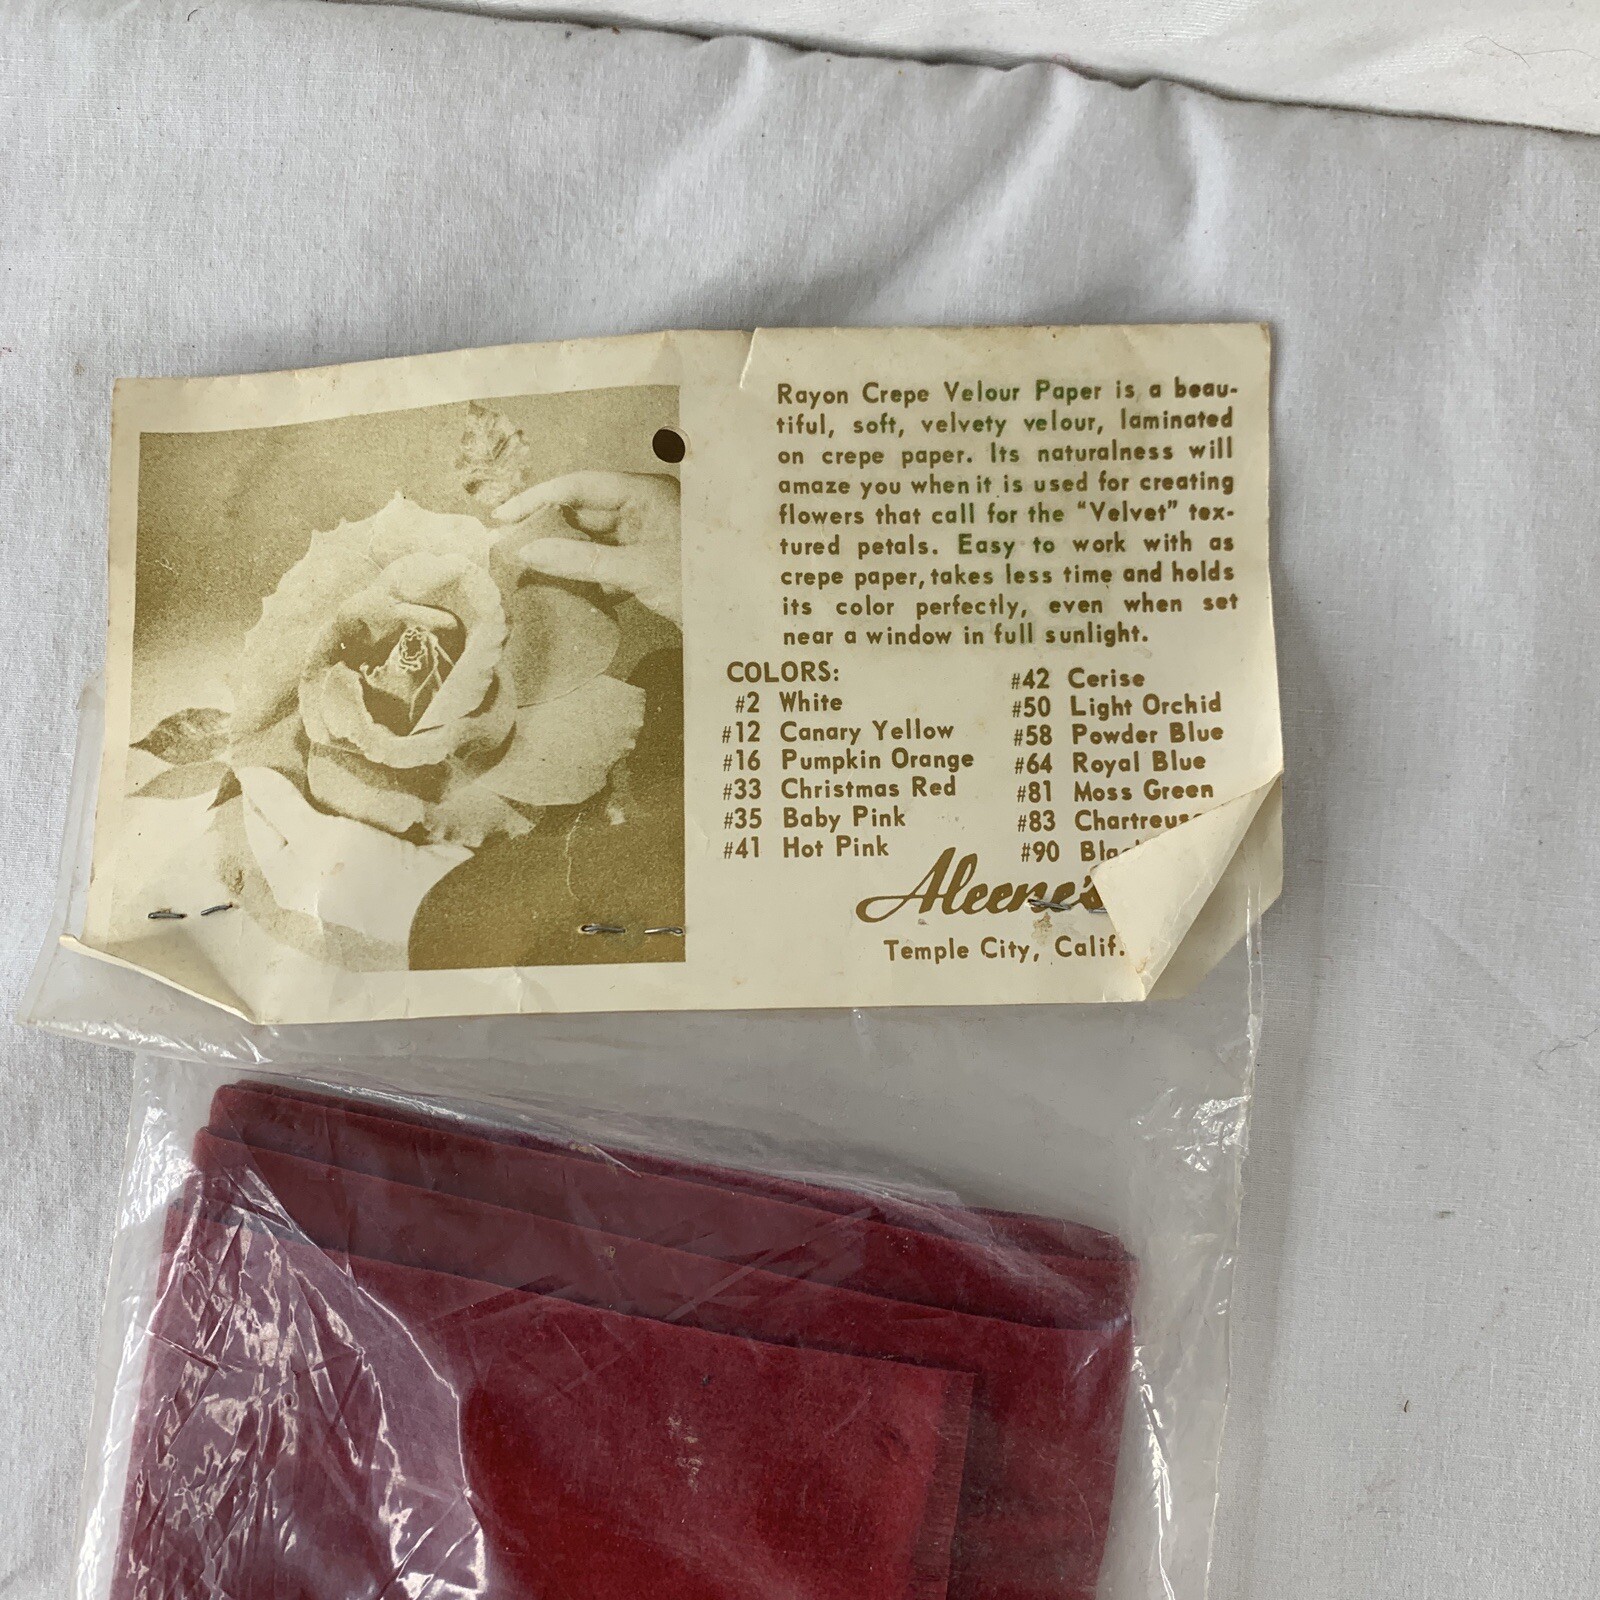 Rayon Crepe Velour Paper is a beau-
tiful, soft, velvety velour, laminated
on crepe paper. Its naturalness will
amaze you when it is used for creating
flowers that call for the "Velvet" tex-
tured petals. Easy to work with as
crepe paper, takes less time and holds
its color perfectly, even when set
near a window in full sunlight.
COLORS:
#2 White
#12 Canary Yellow
#16 Pumpkin Orange
#33 Christmas Red
#35 Baby Pink
#41 Hot Pink
#42 Cerise
#50 Light Orchid
#58 Powder Blue
#64 Royal Blue
#81 Moss Green
#83
#90
Aleene's
Temple City, Calif.